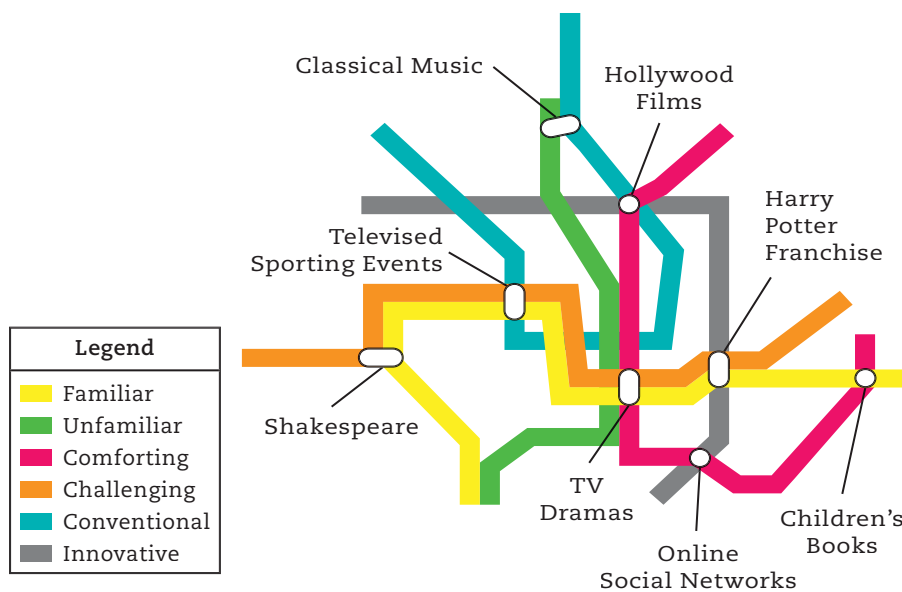 Classical Music
Hollywood
Films
Harry
Potter
Franchise
Televised
Sporting Events
Legend
Familiar
Unfamiliar
Comforting
Challenging
Conventional
Innovative
Shakespeare
TV
Dramas
Online
Social Networks
Children's
Books